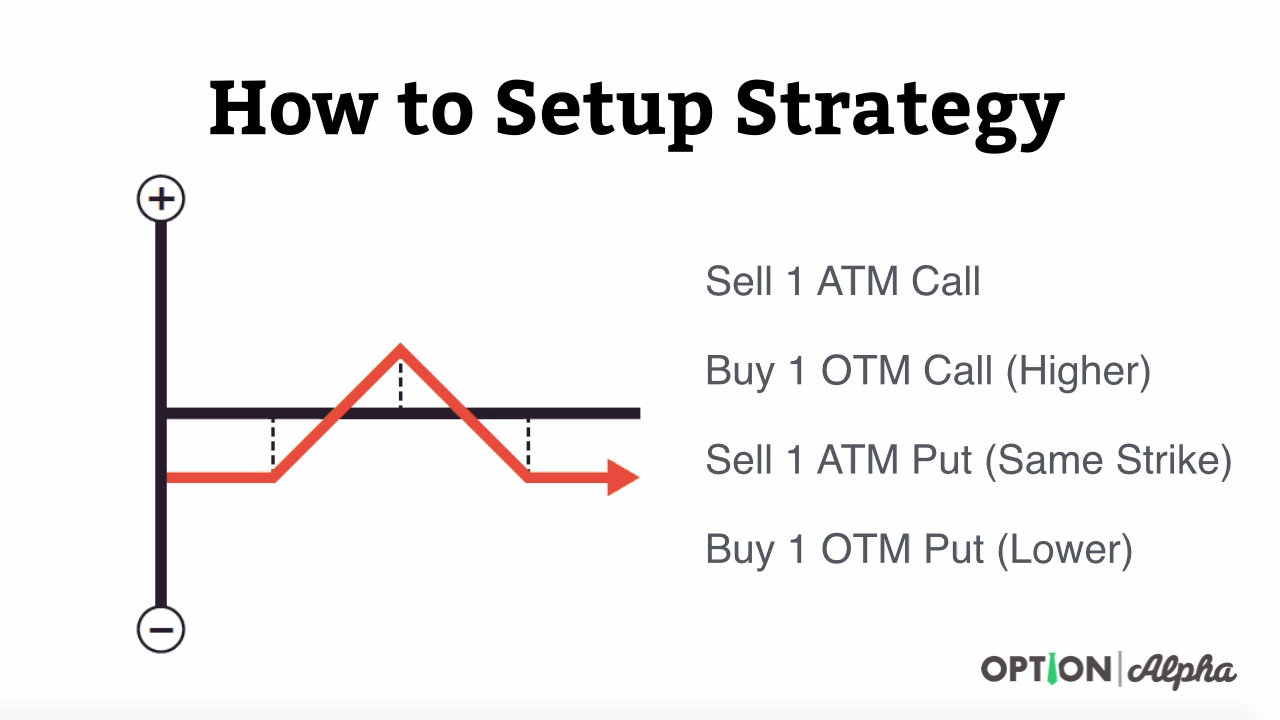 How to Setup Strategy
+
Sell 1 ATM Call
Buy 1 OTM Call (Higher)
Sell 1 ATM Put (Same Strike)
Buy 1 OTM Put (Lower)
−
OPTION | Alpha